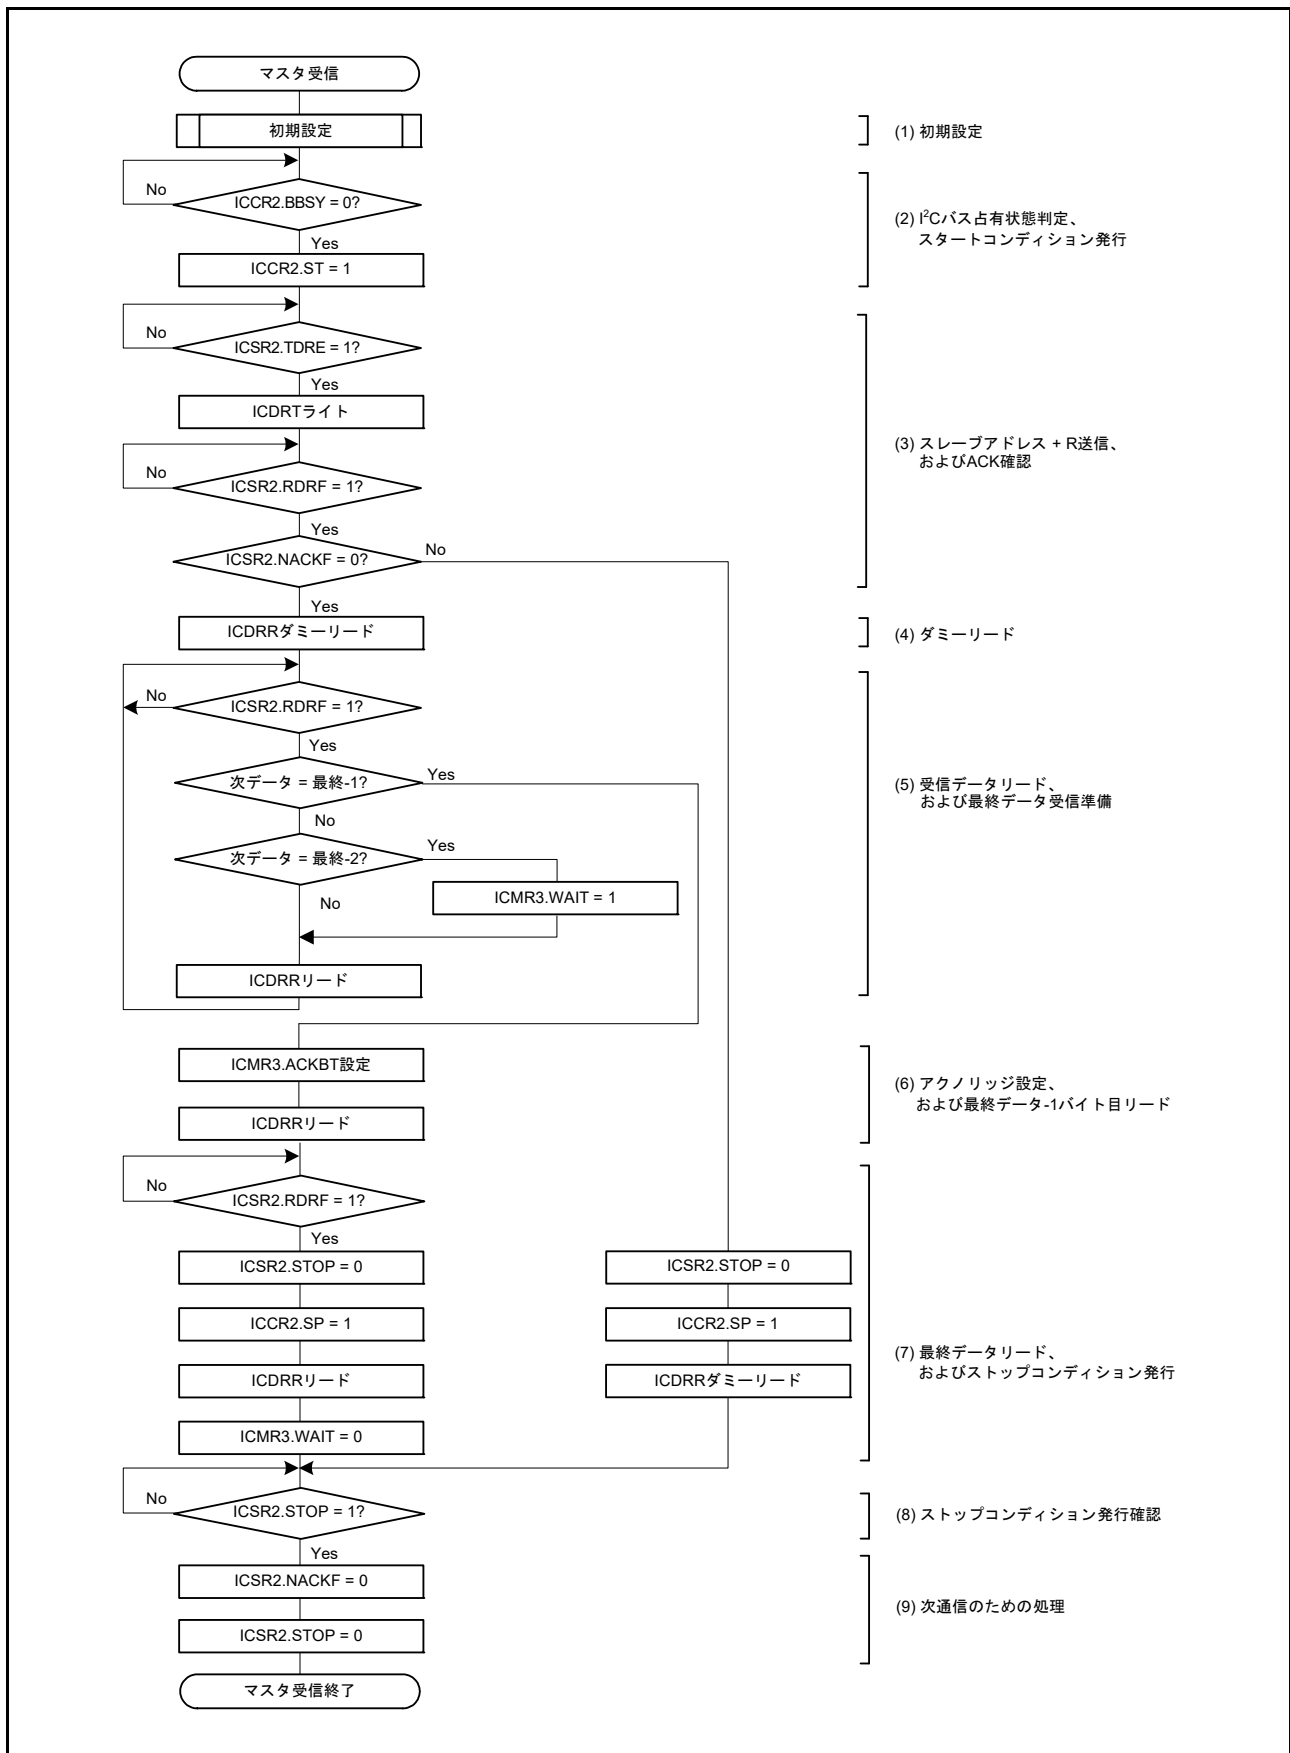 マスタ受信
初期設定
(1) 初期設定
No
ICCR2.BBSY = 0?
(2) I²Cバス占有状態判定、
スタートコンディション発行
Yes
ICCR2.ST = 1
No
ICSR2.TDRE = 1?
Yes
ICDRTライト
(3) スレーブアドレス + R送信、
およびACK確認
No
ICSR2.RDRF = 1?
Yes
ICSR2.NACKF = 0?
No
Yes
ICDRRダミーリード
(4) ダミーリード
No
ICSR2.RDRF = 1?
Yes
次データ = 最終-1?
Yes
(5) 受信データリード、
および最終データ受信準備
No
次データ = 最終-2?
Yes
ICMR3.WAIT = 1
No
ICDRRリード
ICMR3.ACKBT設定
(6) アクノリッジ設定、
および最終データ-1バイト目リード
ICDRRリード
No
ICSR2.RDRF = 1?
Yes
ICSR2.STOP = 0
ICSR2.STOP = 0
ICCR2.SP = 1
ICCR2.SP = 1
(7) 最終データリード、
およびストップコンディション発行
ICDRRリード
ICDRRダミーリード
ICMR3.WAIT = 0
No
ICSR2.STOP = 1?
(8) ストップコンディション発行確認
Yes
ICSR2.NACKF = 0
(9) 次通信のための処理
ICSR2.STOP = 0
マスタ受信終了